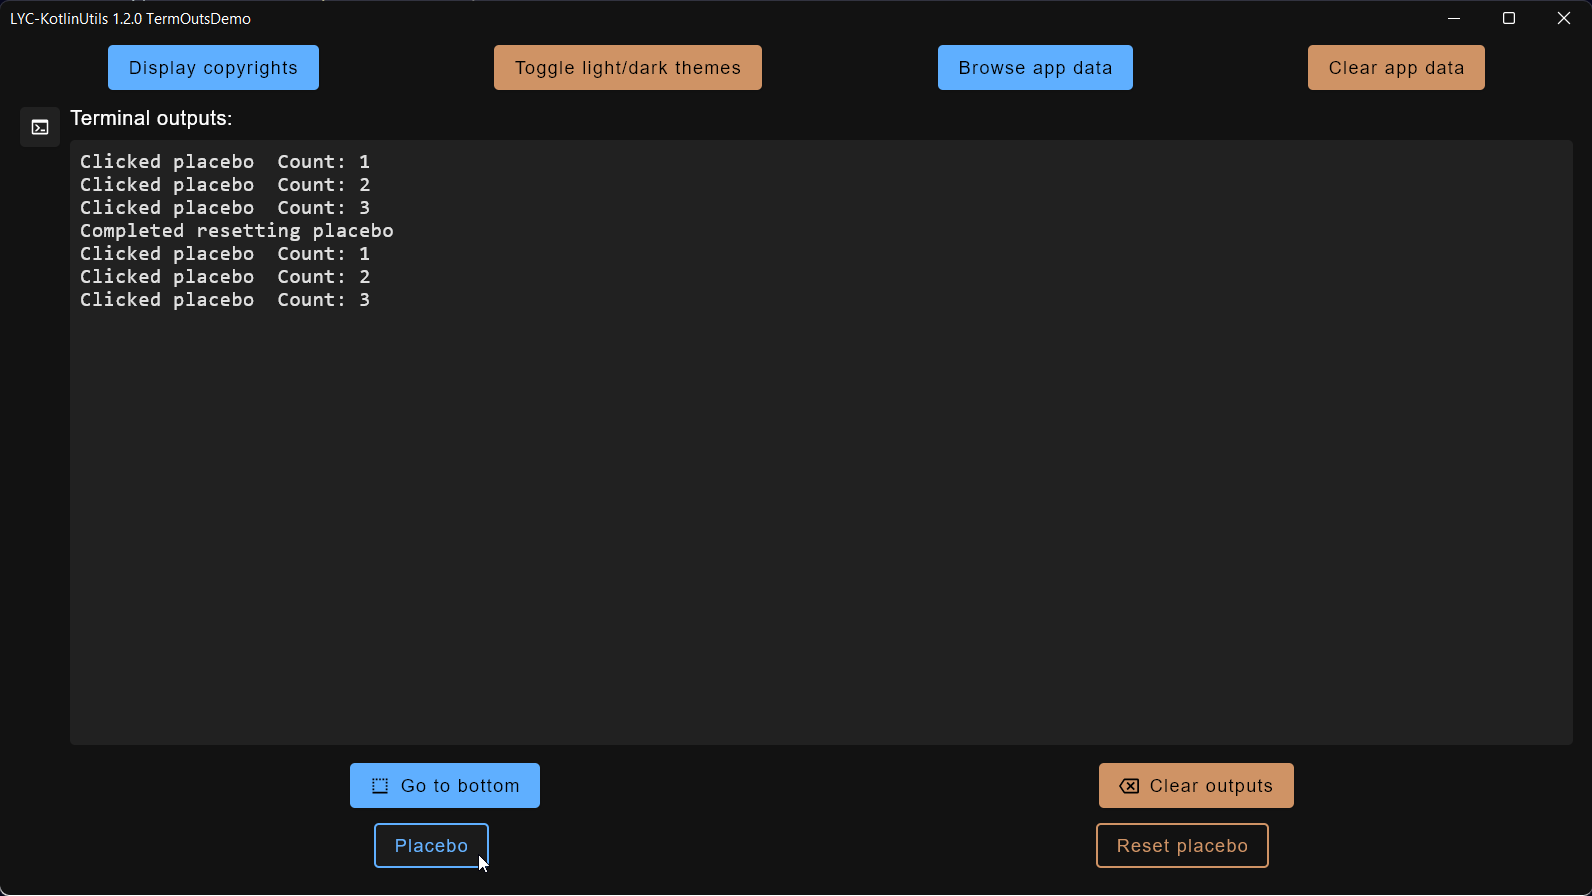 LYC-KotlinUtils 1.2.0 TermOutsDemo
Display copyrights
Toggle light/dark themes
Browse app data
Clear app data
Terminal outputs:
Clicked placebo  Count: 1
Clicked placebo  Count: 2
Clicked placebo  Count: 3
Completed resetting placebo
Clicked placebo  Count: 1
Clicked placebo  Count: 2
Clicked placebo  Count: 3
Go to bottom
Clear outputs
Placebo
Reset placebo